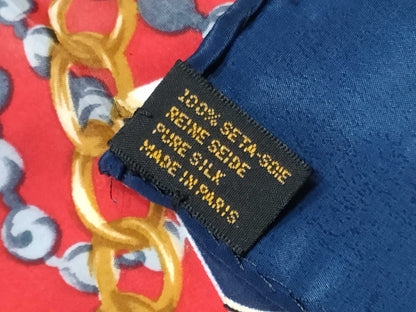 100% SETA-SOIE
REINE SEIDE
PURE SILK
MADE IN PARIS